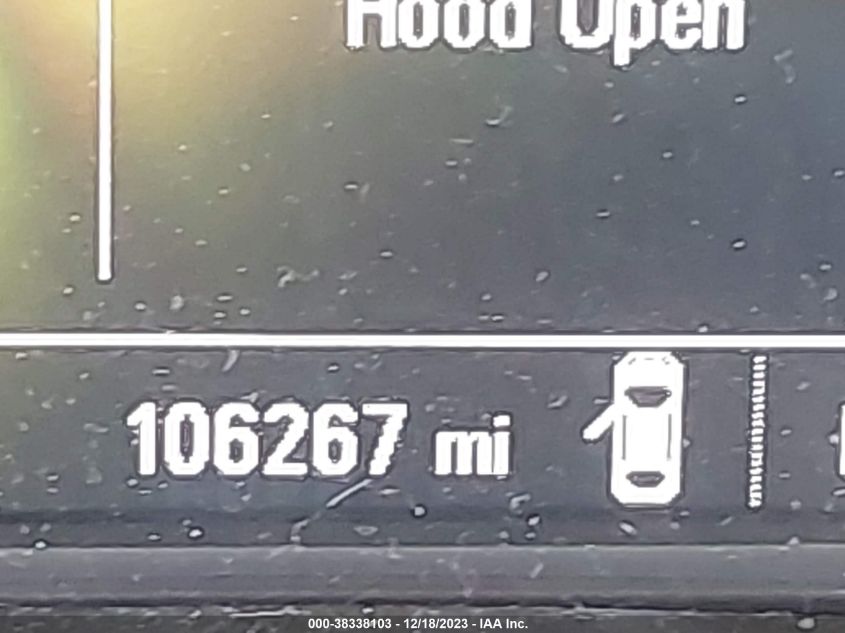 Hood Open
106267 mi
000-38338103 - 12/18/2023 - IAA Inc.